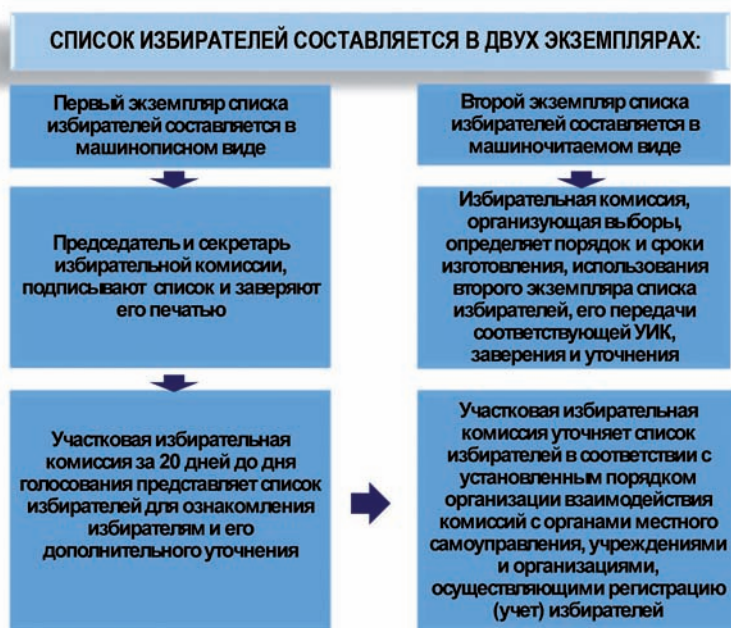 СПИСОК ИЗБИРАТЕЛЕЙ СОСТАВЛЯЕТСЯ В ДВУХ ЭКЗЕМПЛЯРАХ:
Первый экземпляр списка
избирателей составляется в
машинописном виде
Председатель и секретарь
избирательной комиссии,
подписывают список и заверяют
его печатью
Участковая избирательная
комиссия за 20 дней до дня
голосования представляет список
избирателей для ознакомления
избирателям и его
дополнительного уточнения
Второй экземпляр списка
избирателей составляется в
машиночитаемом виде
Избирательная комиссия,
организующая выборы,
определяет порядок и сроки
изготовления, использования
второго экземпляра списка
избирателей, его передачи
соответствующей УИК,
заверения и уточнения
Участковая избирательная
комиссия уточняет список
избирателей в соответствии с
установленным порядком
организации взаимодействия
комиссий с органами местного
самоуправления, учреждениями
и организациями,
осуществляющими регистрацию
(учет) избирателей